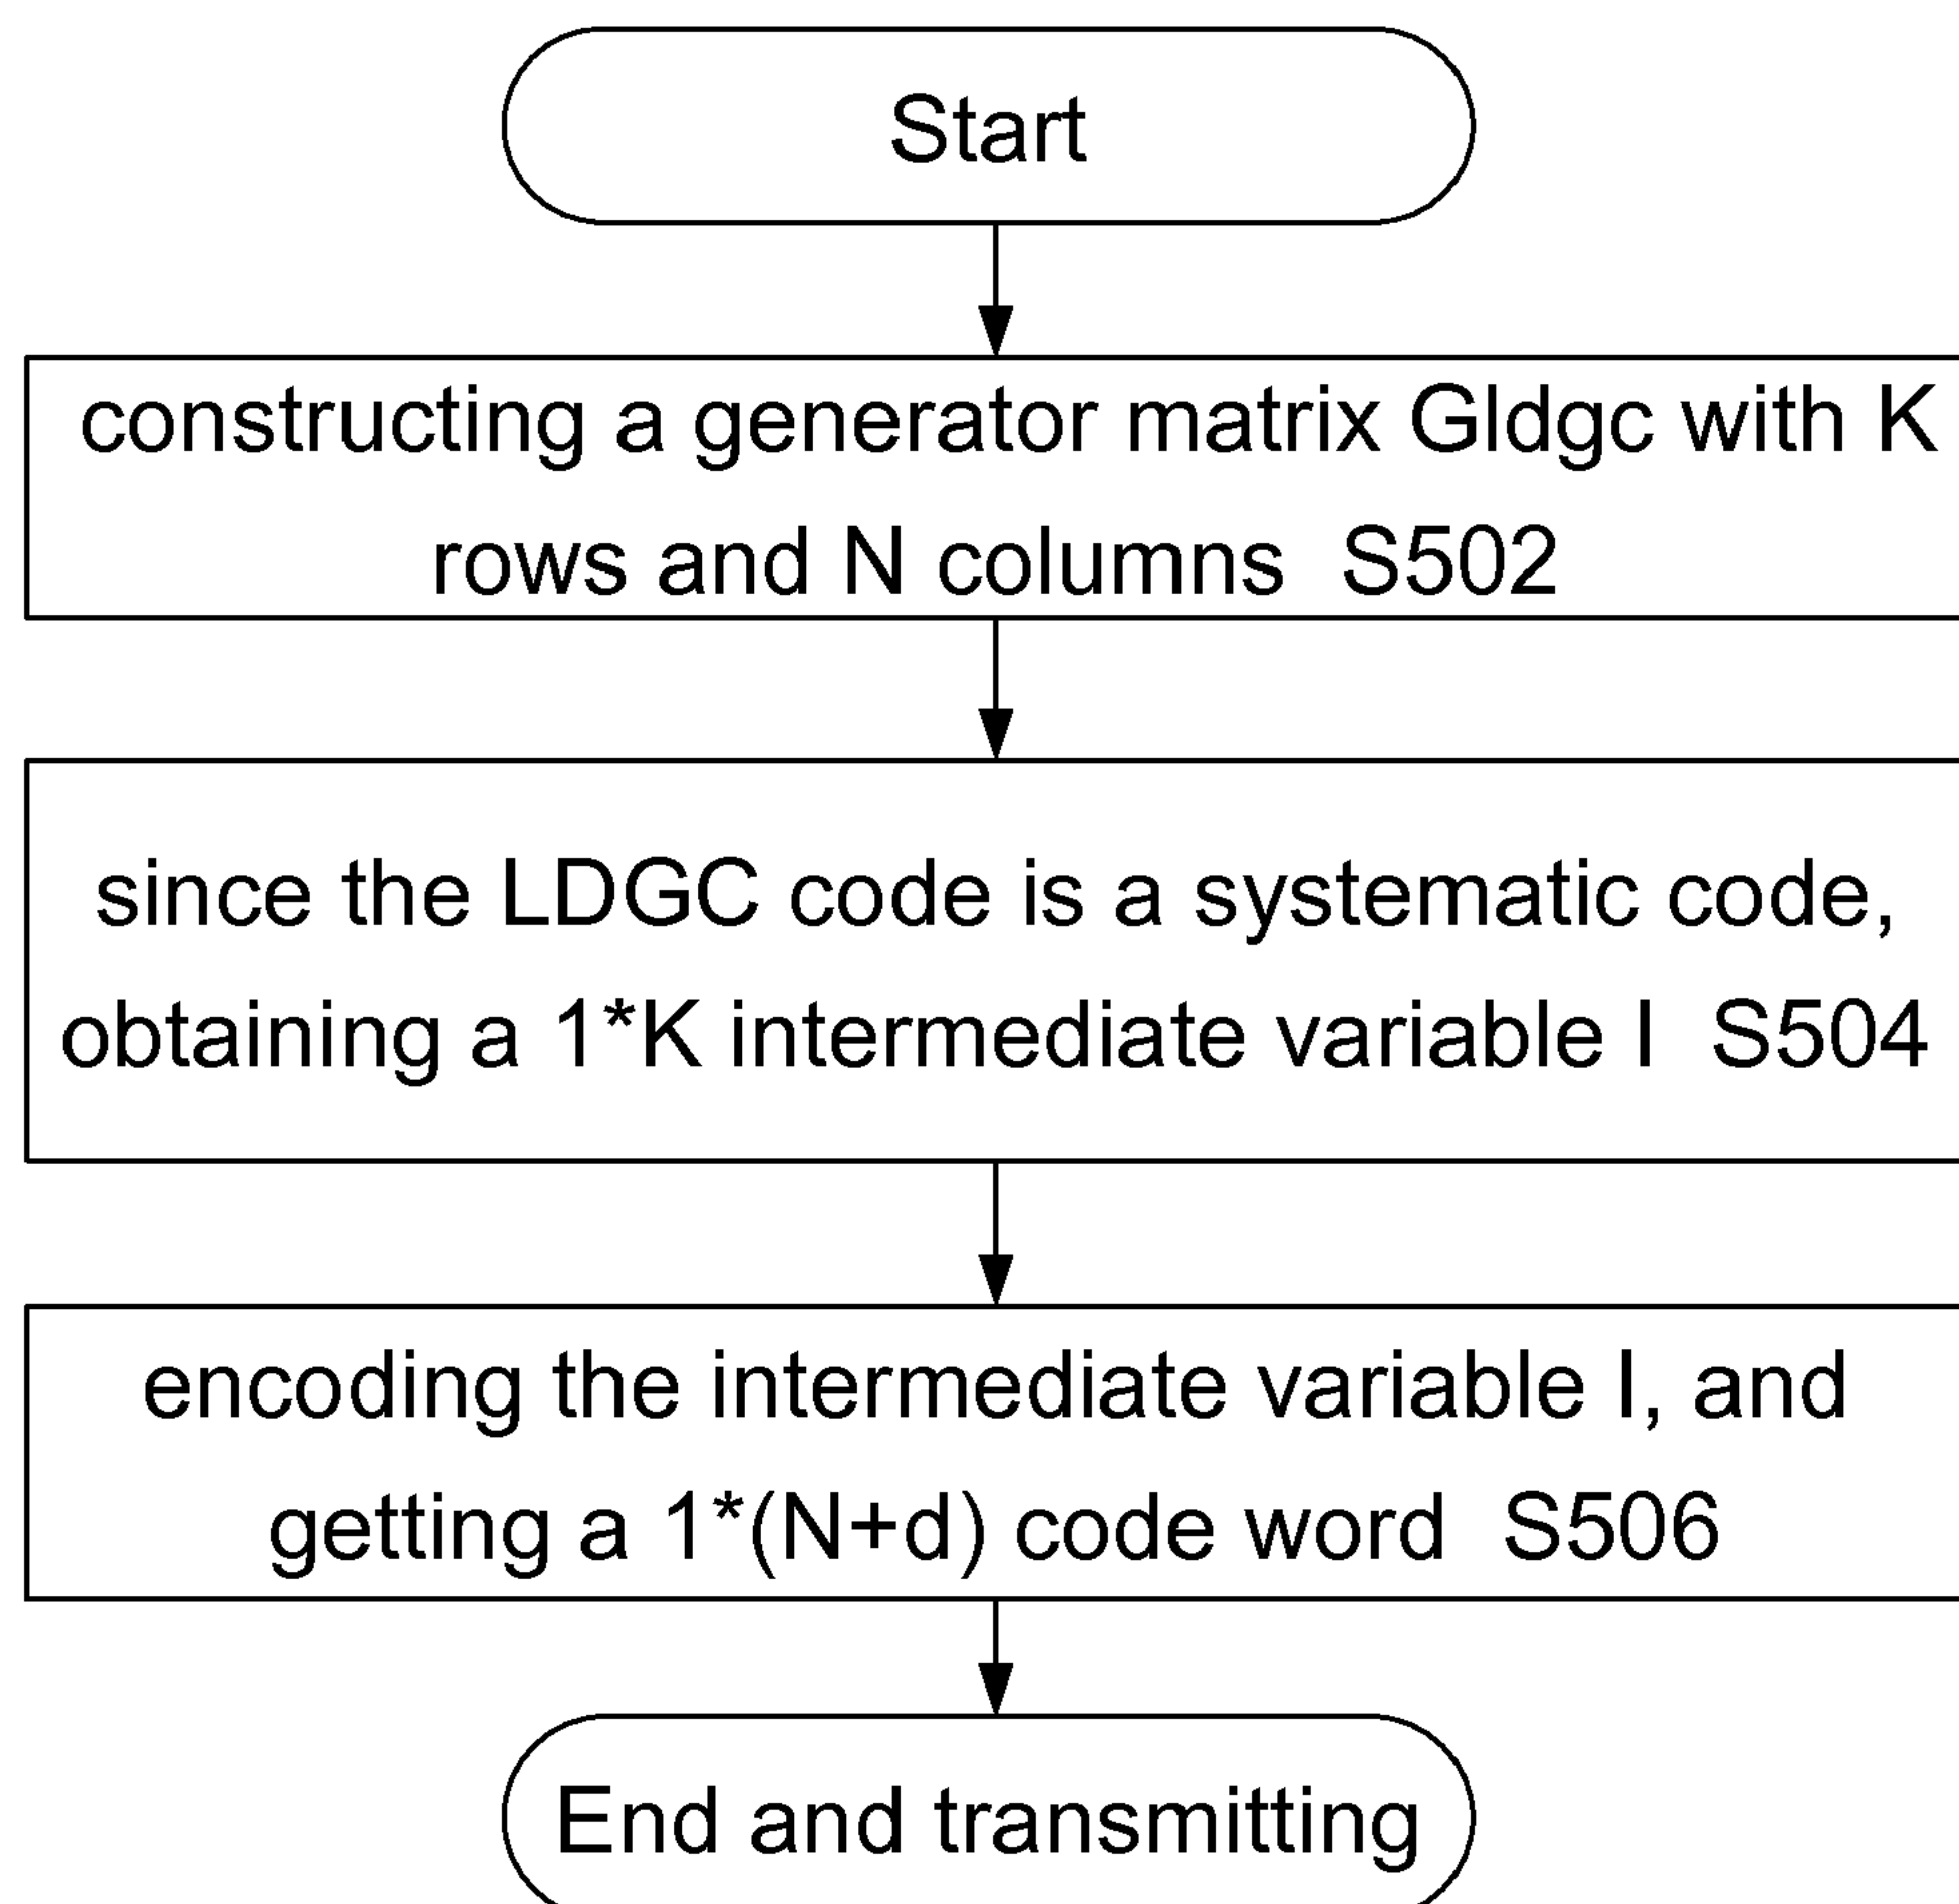 Start
constructing a generator matrix Gldgc with K
rows and N columns S502
since the LDGC code is a systematic code,
obtaining a 1*K intermediate variable I S504
encoding the intermediate variable I, and
getting a 1*(N+d) code word S506
End and transmitting